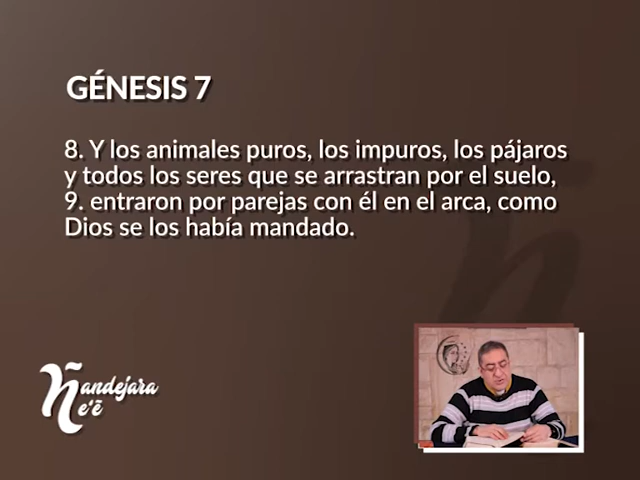 GÉNESIS 7
8. Y los animales puros, los impuros, los pájaros
y todos los seres que se arrastran por el suelo,
9. entraron por parejas con él en el arca, como
Dios se los había mandado.
Ñandejara
Ñe'ẽ